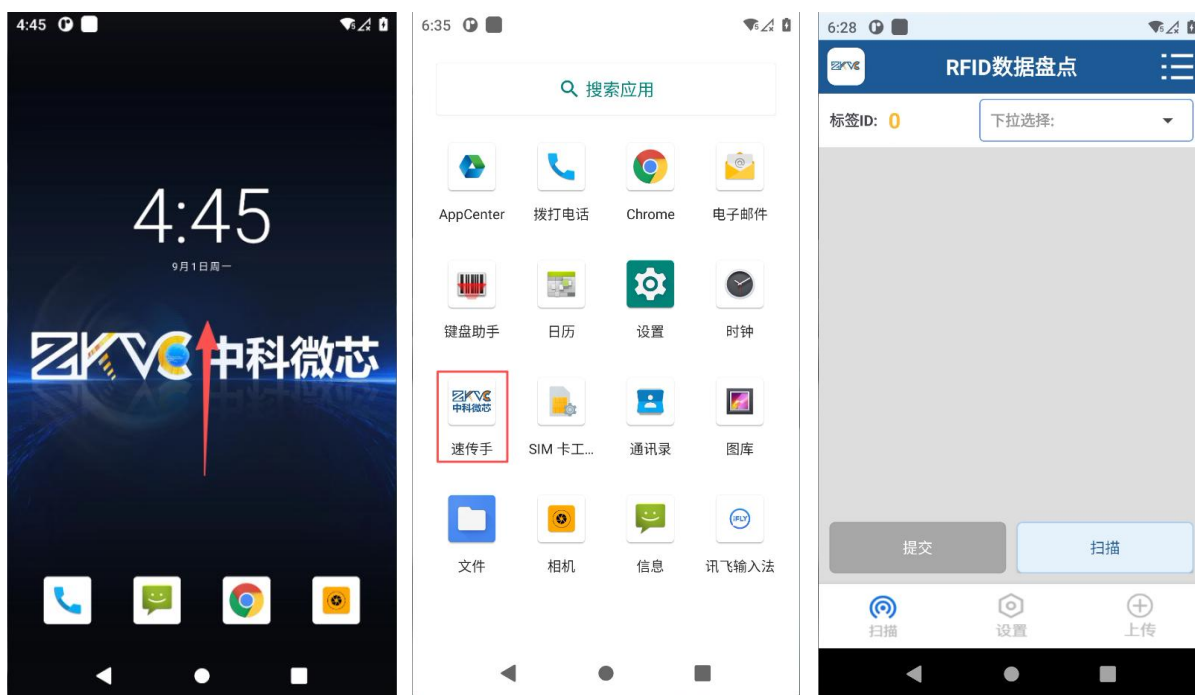 4:45
4:45
9月1日周一
ZKVC 中科微芯
6:35
搜索应用
AppCenter
拨打电话
Chrome
电子邮件
键盘助手
日历
设置
时钟
ZKVC
中科微芯
速传手
SIM 卡工...
通讯录
图库
文件
相机
信息
iFLY
讯飞输入法
6:28
ZKVC
RFID数据盘点
标签ID: 0
下拉选择:
提交
扫描
扫描
设置
上传